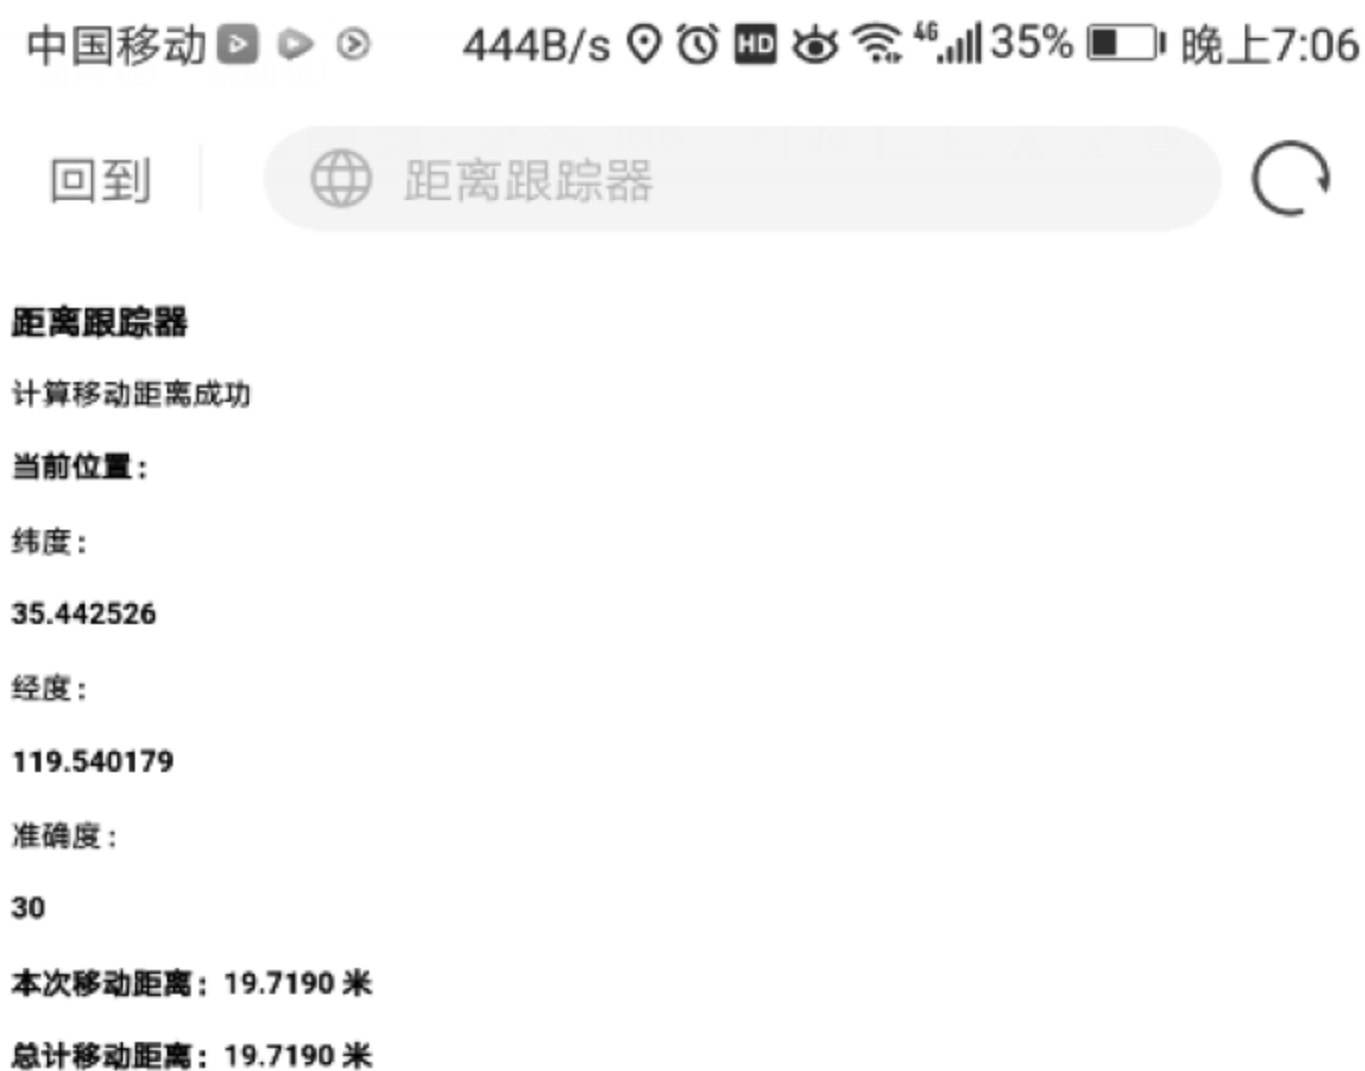 中国移动 444B/s HD 46 35% 晚上7:06
回到 距离跟踪器
距离跟踪器
计算移动距离成功
当前位置：
纬度：
35.442526
经度：
119.540179
准确度：
30
本次移动距离：19.7190 米
总计移动距离：19.7190 米